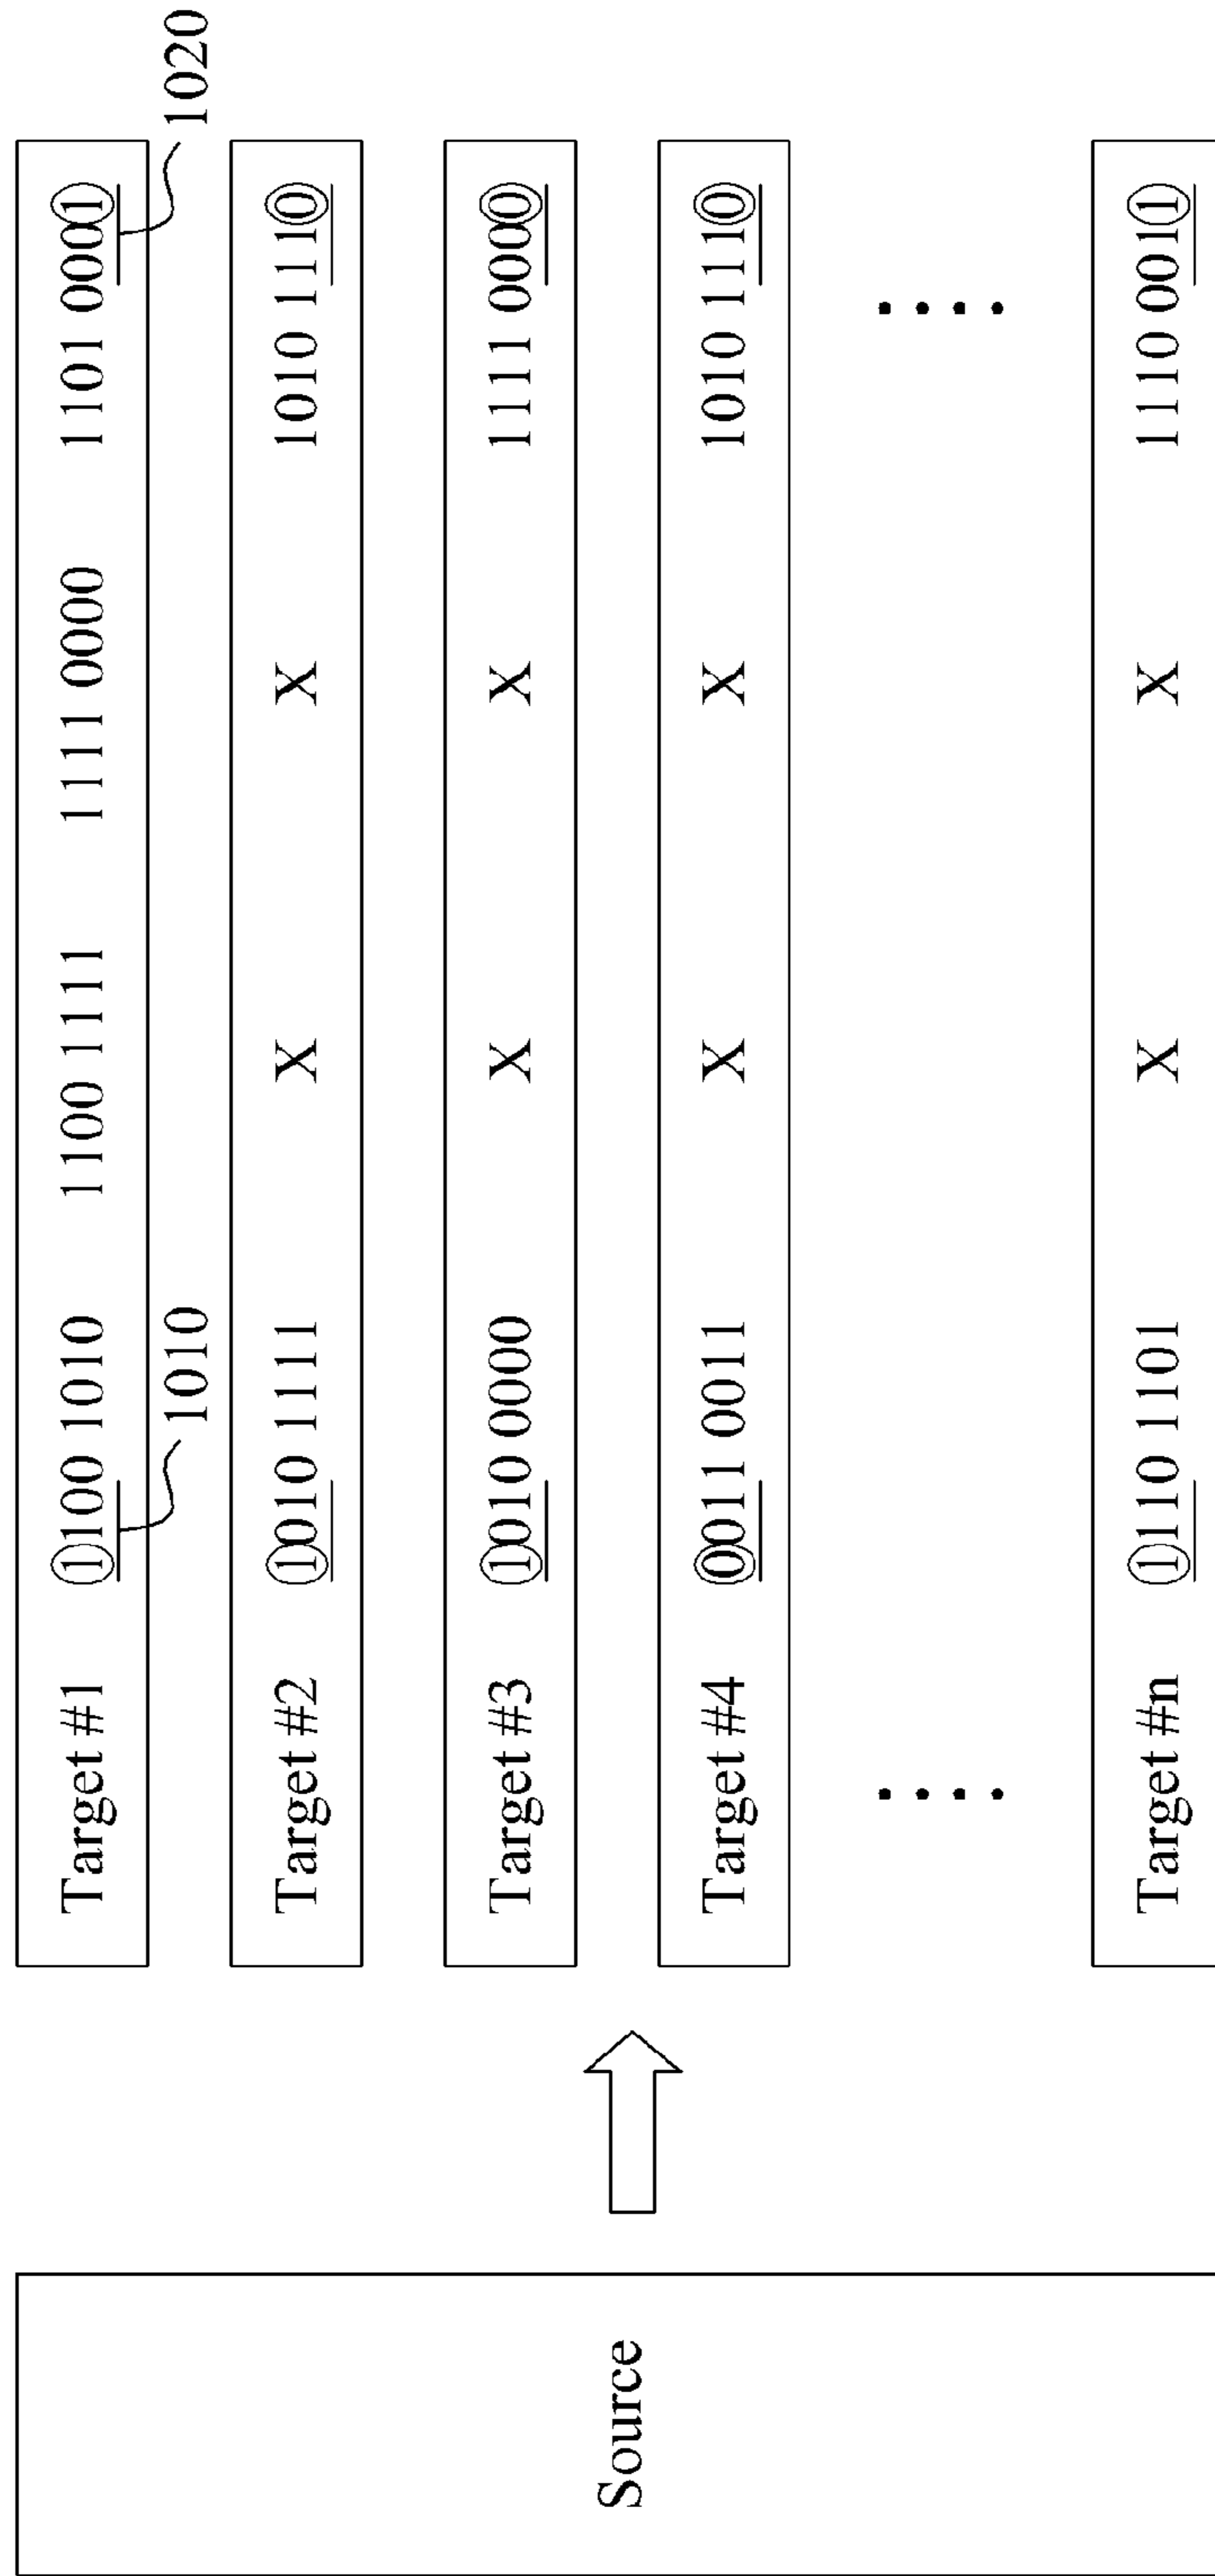 Target #1 1100 1010 1100 1111 1111 0000 1101 0001
1010 1020
Target #2 1010 1111 X X 1010 1110
Target #3 1010 0000 X X 1111 0000
Source
Target #4 0011 0011 X X 1010 1110
Target #n 1110 1101 X X 1110 0011